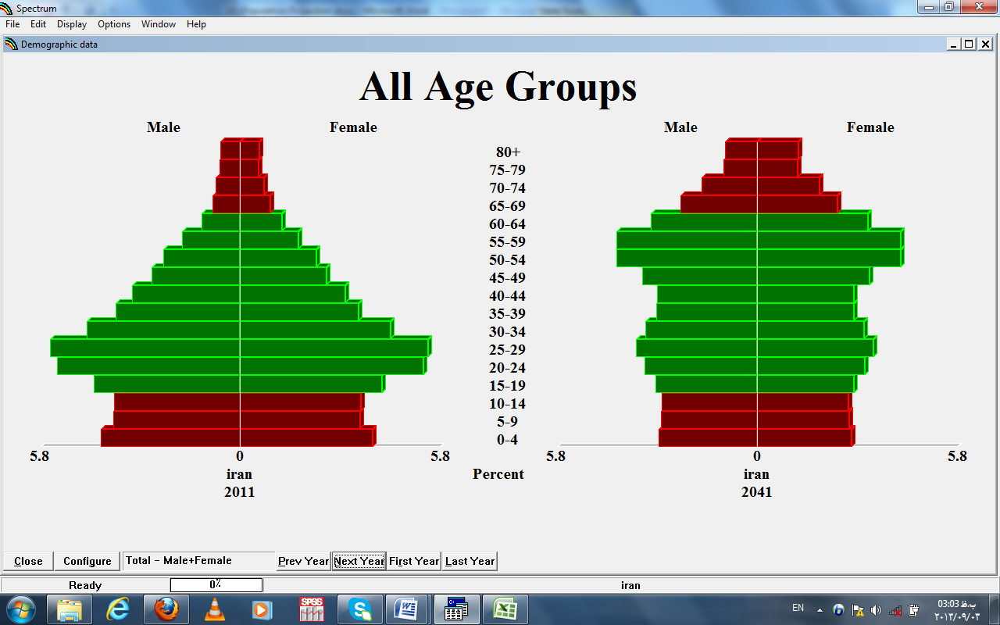 Spectrum
File Edit Display Options Window Help
Demographic data
All Age Groups
Male Female Male Female
80+
75-79
70-74
65-69
60-64
55-59
50-54
45-49
40-44
35-39
30-34
25-29
20-24
15-19
10-14
5-9
0-4
5.8 0 5.8 5.8 0 5.8
iran Percent iran
2011 2041
Close Configure Total - Male+Female Prev Year Next Year First Year Last Year
Ready 0% iran
SPSS
EN 03:03 ب.ظ
۲۰۱۳/۰۹/۰۳